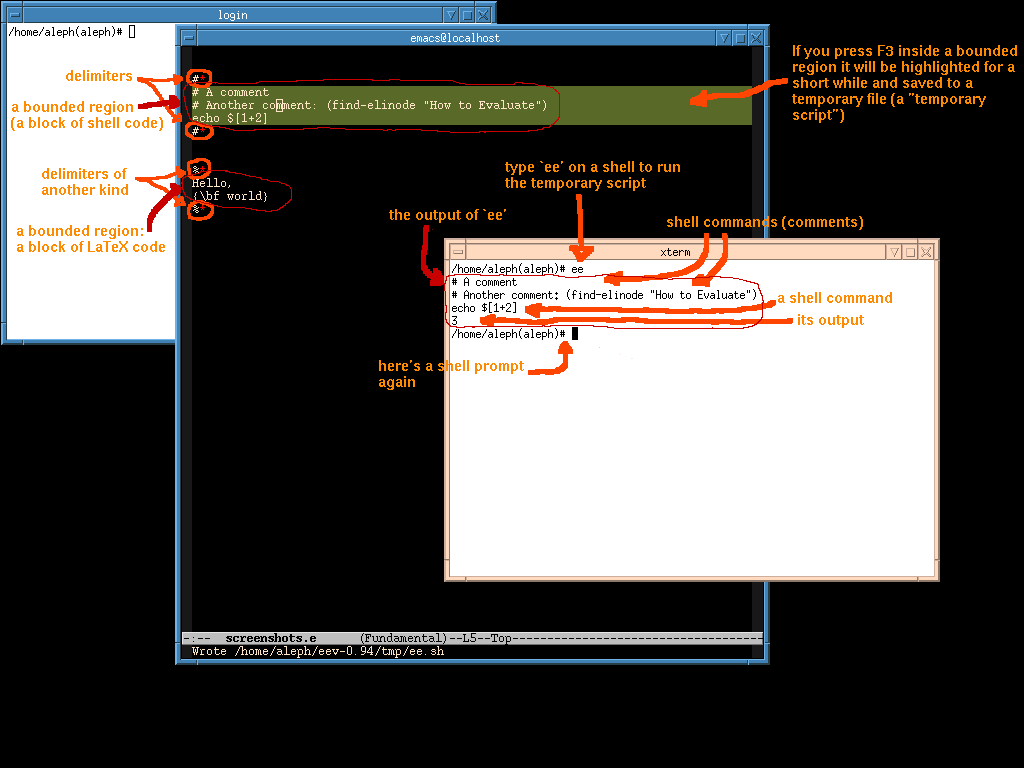 login
/home/aleph(aleph)#
emacs@localhost
#*
# A comment
# Another comment: (find-elinode "How to Evaluate")
echo $[1+2]
#*
%*
Hello,
{\bf world}
%*
-:-- screenshots.e (Fundamental)--L5--Top
Wrote /home/aleph/eev-0.94/tmp/ee.sh
delimiters
a bounded region
(a block of shell code)
delimiters of
another kind
a bounded region:
a block of LaTeX code
If you press F3 inside a bounded
region it will be highlighted for a
short while and saved to a
temporary file (a "temporary
script")
type `ee' on a shell to run
the temporary script
the output of `ee'
shell commands (comments)
xterm
/home/aleph(aleph)# ee
# A comment
# Another comment: (find-elinode "How to Evaluate")
echo $[1+2]
3
/home/aleph(aleph)#
a shell command
its output
here's a shell prompt
again